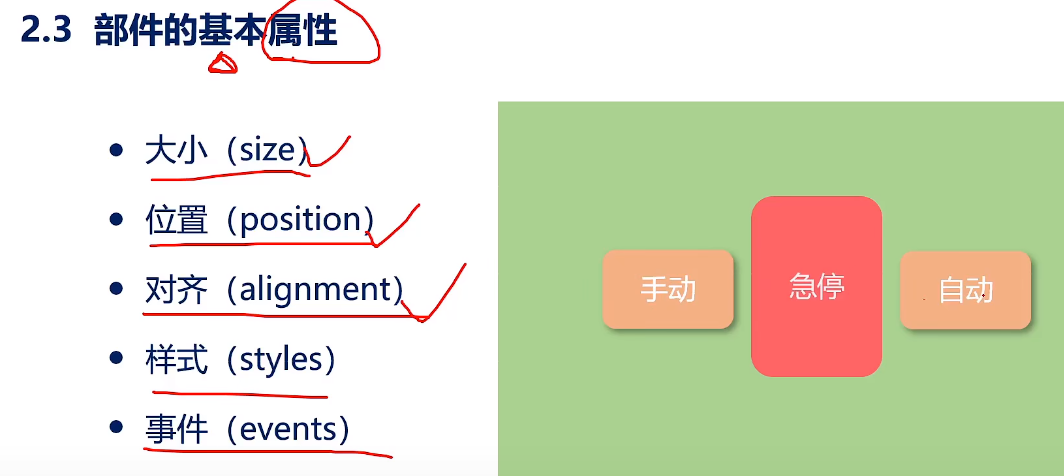 2.3 部件的基本属性
大小（size）
位置（position）
对齐（alignment）
样式（styles）
事件（events）
手动
急停
自动